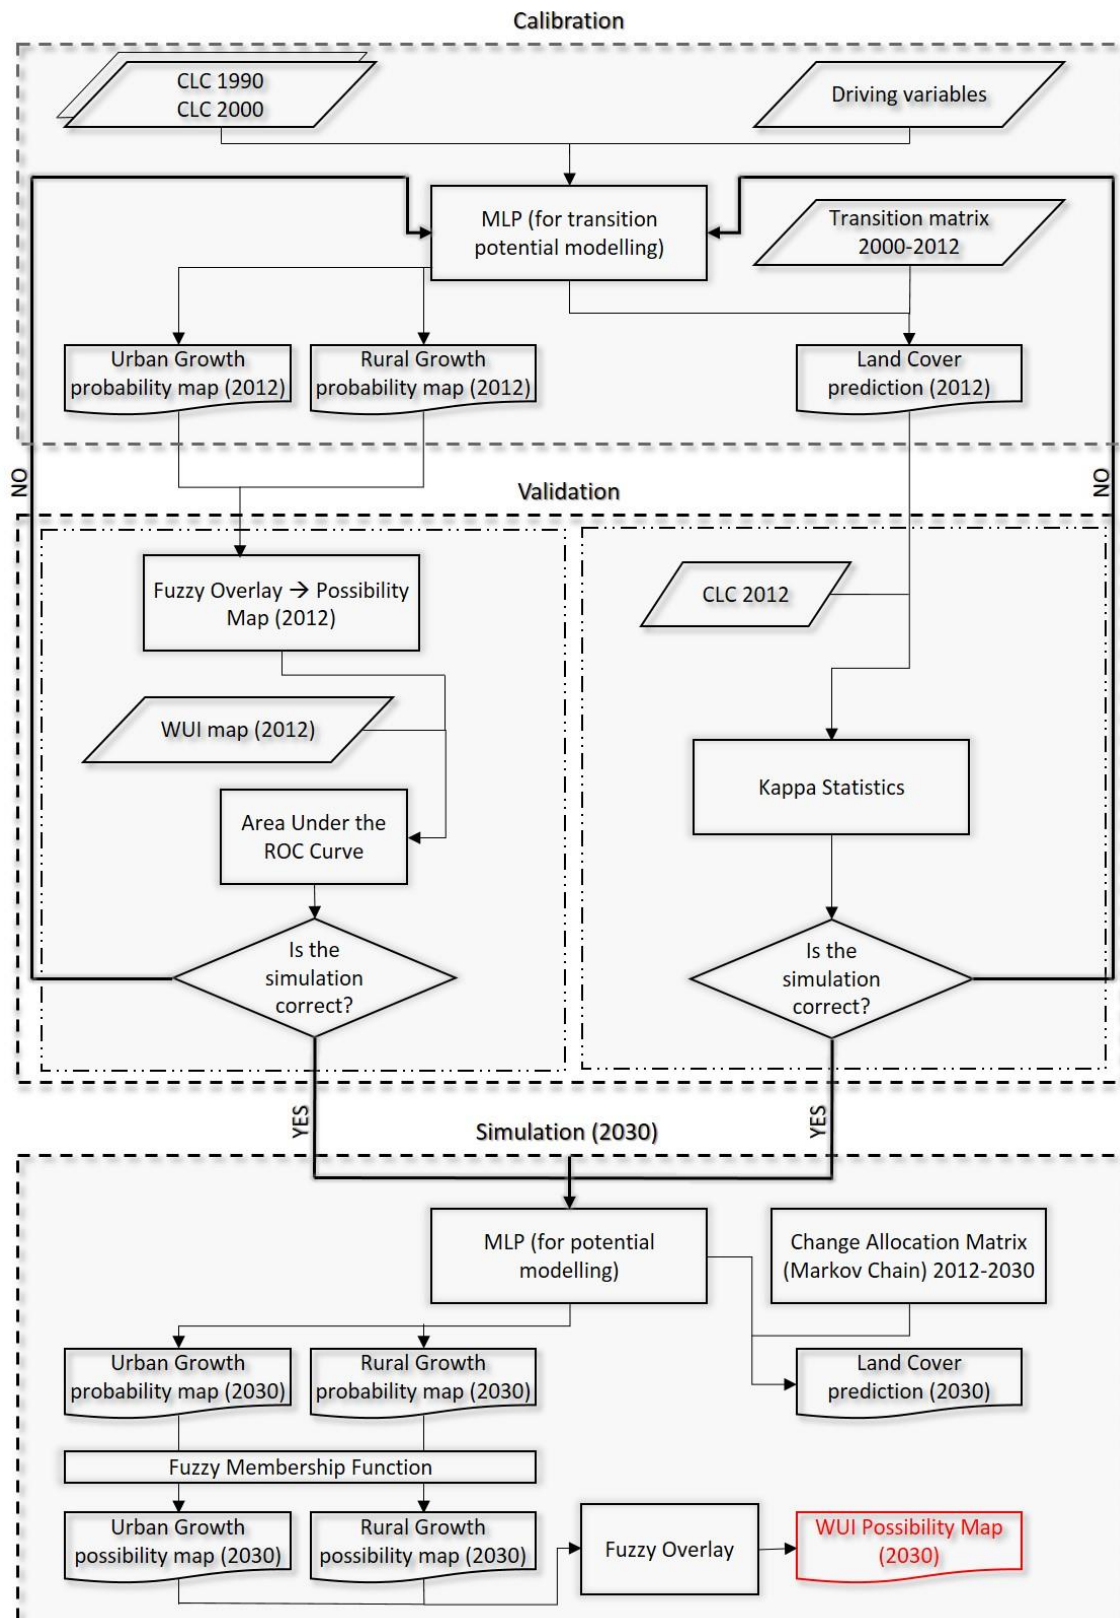 Calibration
CLC 1990
CLC 2000
Driving variables
MLP (for transition
potential modelling)
Transition matrix
2000-2012
Urban Growth
probability map (2012)
Rural Growth
probability map (2012)
Land Cover
prediction (2012)
NO
NO
Validation
Fuzzy Overlay → Possibility
Map (2012)
CLC 2012
WUI map (2012)
Kappa Statistics
Area Under the
ROC Curve
Is the
simulation
correct?
Is the
simulation
correct?
YES
YES
Simulation (2030)
MLP (for potential
modelling)
Change Allocation Matrix
(Markov Chain) 2012-2030
Urban Growth
probability map (2030)
Rural Growth
probability map (2030)
Land Cover
prediction (2030)
Fuzzy Membership Function
Urban Growth
possibility map (2030)
Rural Growth
possibility map (2030)
Fuzzy Overlay
WUI Possibility Map
(2030)